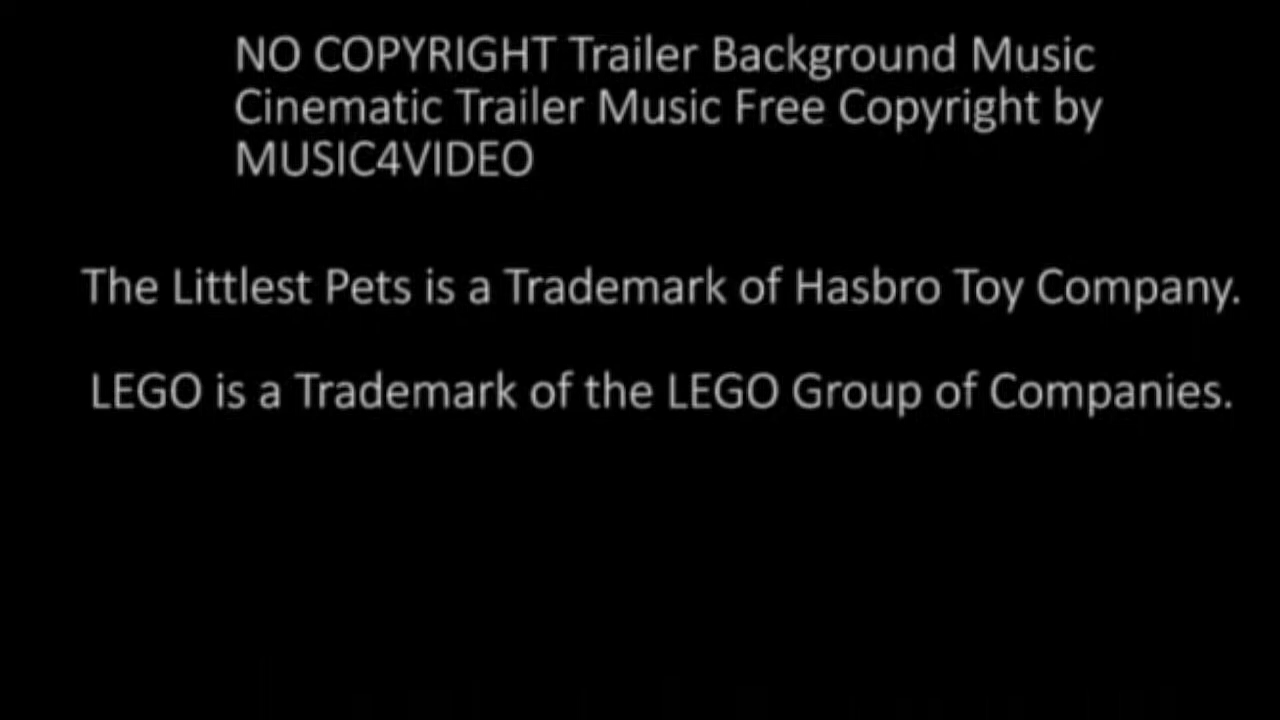 NO COPYRIGHT Trailer Background Music
Cinematic Trailer Music Free Copyright by
MUSIC4VIDEO
The Littlest Pets is a Trademark of Hasbro Toy Company.
LEGO is a Trademark of the LEGO Group of Companies.